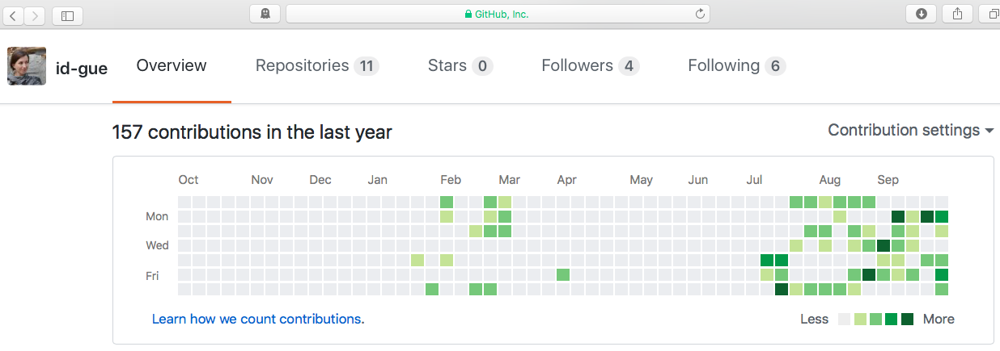 GitHub, Inc.
id-gue Overview Repositories 11 Stars 0 Followers 4 Following 6
157 contributions in the last year Contribution settings
Oct Nov Dec Jan Feb Mar Apr May Jun Jul Aug Sep
Mon
Wed
Fri
Learn how we count contributions. Less More